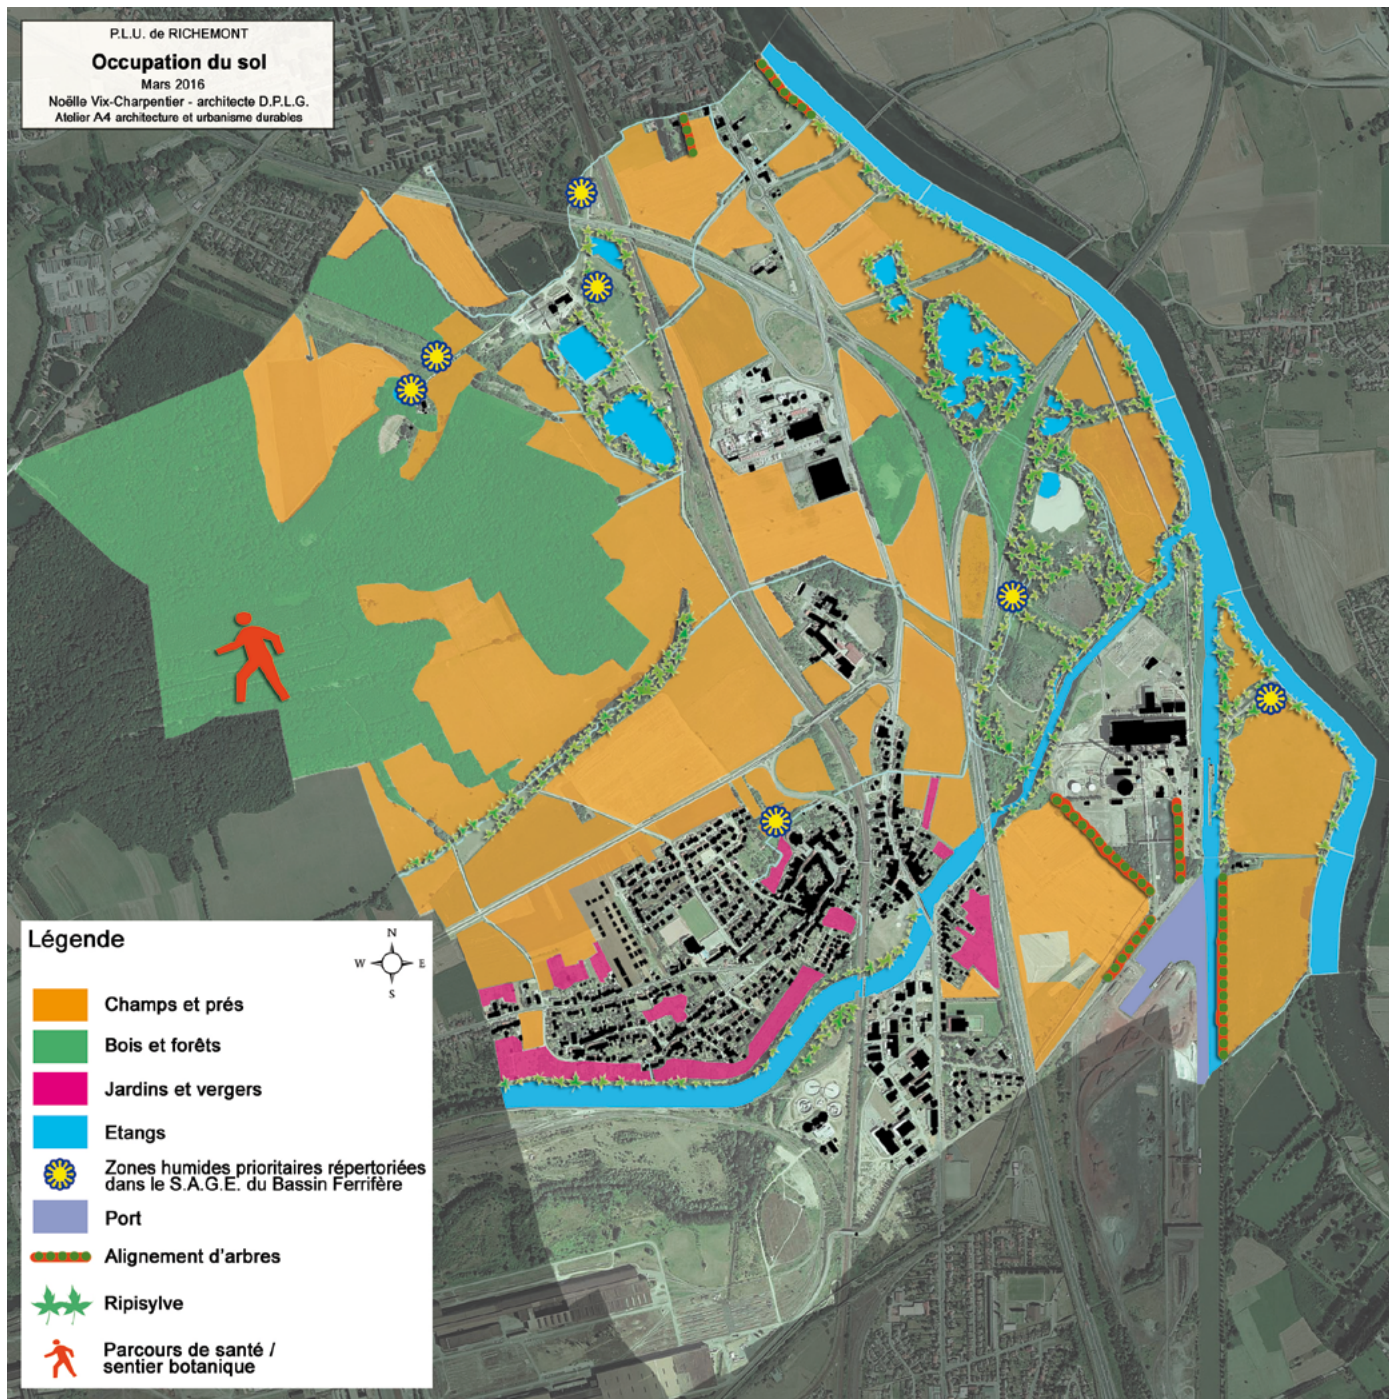 P.L.U. de RICHEMONT
Occupation du sol
Mars 2016
Noëlle Vix-Charpentier - architecte D.P.L.G.
Atelier A4 architecture et urbanisme durables
Légende
N
W E
S
Champs et prés
Bois et forêts
Jardins et vergers
Etangs
Zones humides prioritaires répertoriées
dans le S.A.G.E. du Bassin Ferrifère
Port
Alignement d'arbres
Ripisylve
Parcours de santé /
sentier botanique